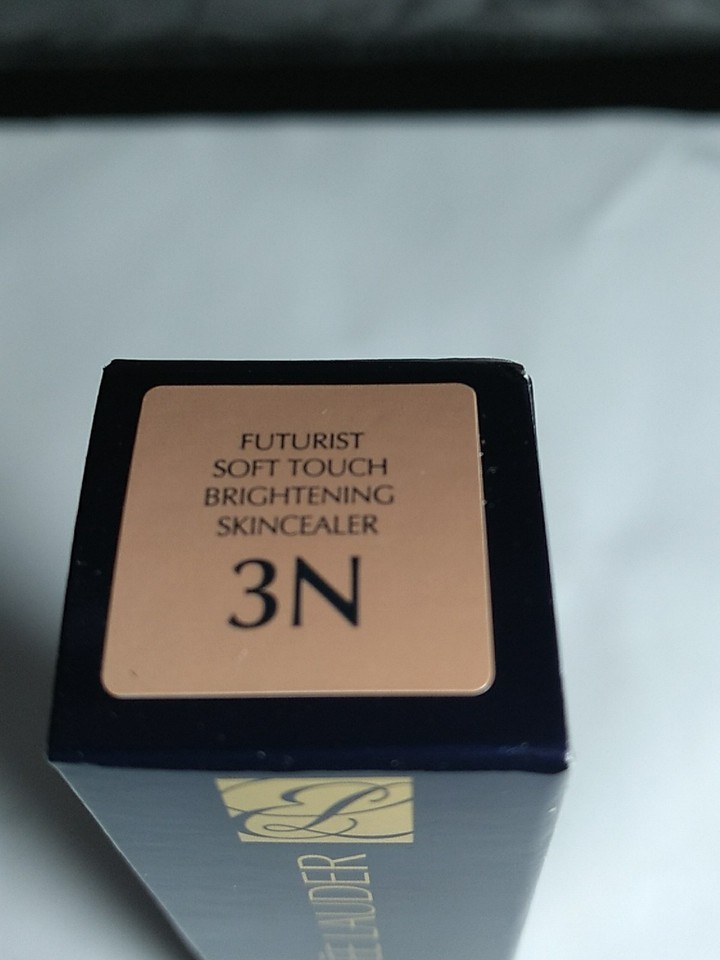 FUTURIST
SOFT TOUCH
BRIGHTENING
SKINCEALER
3N
LAUDER